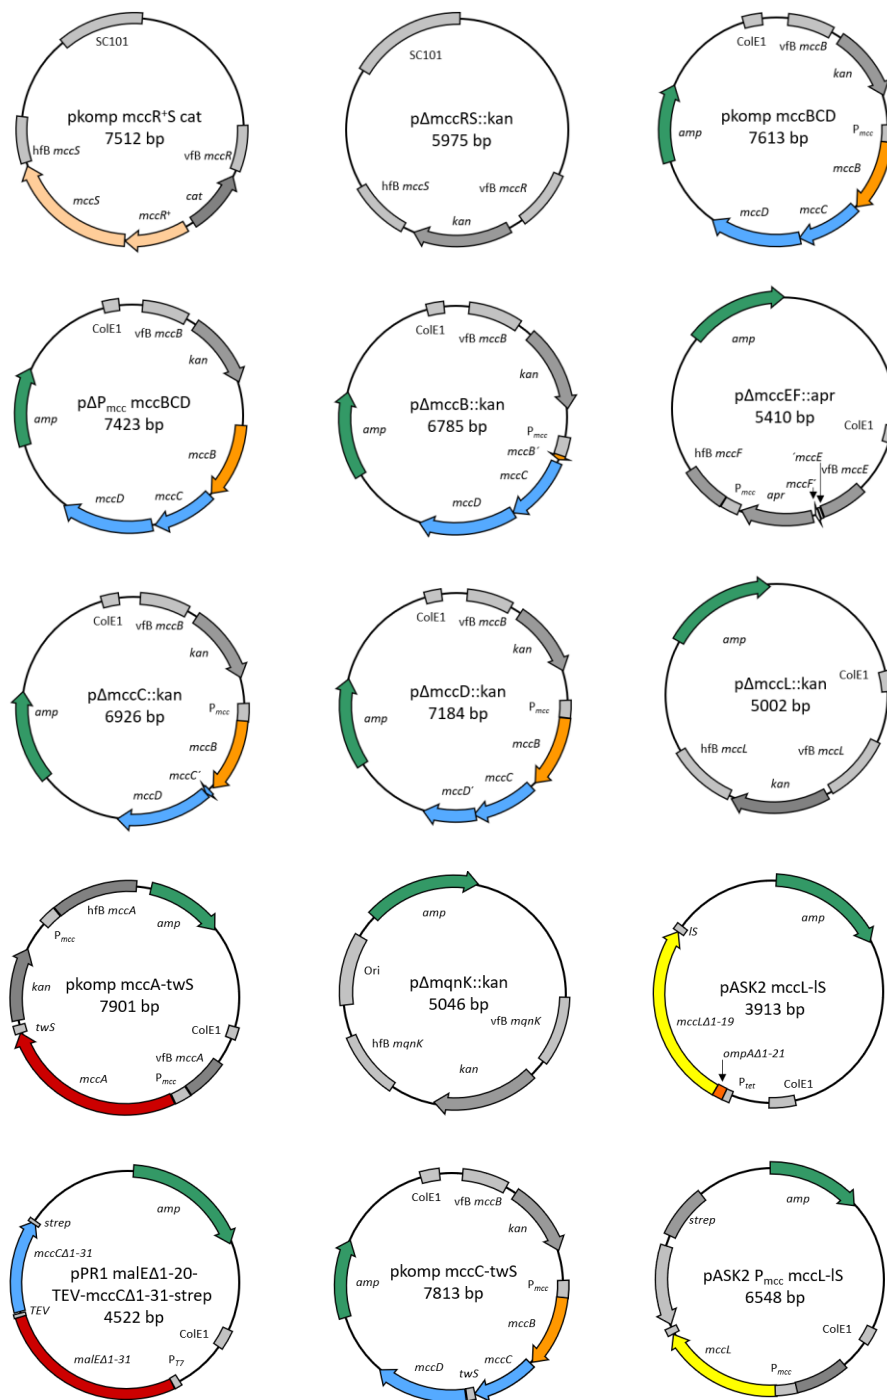 SC101
pkomp mccR⁺S cat
7512 bp
hfB mccS
vfB mccR
cat
mccS
mccR⁺
SC101
pΔmccRS::kan
5975 bp
hfB mccS
vfB mccR
kan
ColE1
vfB mccB
kan
pkomp mccBCD
7613 bp
amp
Pmcc
mccB
mccC
mccD
ColE1
vfB mccB
kan
pΔPmcc mccBCD
7423 bp
amp
mccB
mccC
mccD
ColE1
vfB mccB
kan
pΔmccB::kan
6785 bp
amp
Pmcc
mccB´
mccC
mccD
amp
pΔmccEF::apr
5410 bp
ColE1
hfB mccF
´mccE
vfB mccE
mccF´
Pmcc
apr
ColE1
vfB mccB
kan
pΔmccC::kan
6926 bp
amp
Pmcc
mccB
mccC´
mccD
ColE1
vfB mccB
kan
pΔmccD::kan
7184 bp
amp
Pmcc
mccB
mccC
mccD´
amp
pΔmccL::kan
5002 bp
ColE1
hfB mccL
vfB mccL
kan
hfB mccA
amp
Pmcc
pkomp mccA-twS
7901 bp
kan
twS
ColE1
vfB mccA
mccA
Pmcc
amp
Ori
pΔmqnK::kan
5046 bp
vfB mqnK
hfB mqnK
kan
amp
lS
pASK2 mccL-lS
3913 bp
mccLΔ1-19
ompAΔ1-21
Ptet
ColE1
amp
strep
mccCΔ1-31
pPR1 malEΔ1-20-
TEV-mccCΔ1-31-strep
4522 bp
TEV
ColE1
malEΔ1-31
PT7
ColE1
vfB mccB
kan
pkomp mccC-twS
7813 bp
amp
Pmcc
mccB
mccC
mccD
twS
amp
strep
pASK2 Pmcc mccL-lS
6548 bp
ColE1
mccL
Pmcc